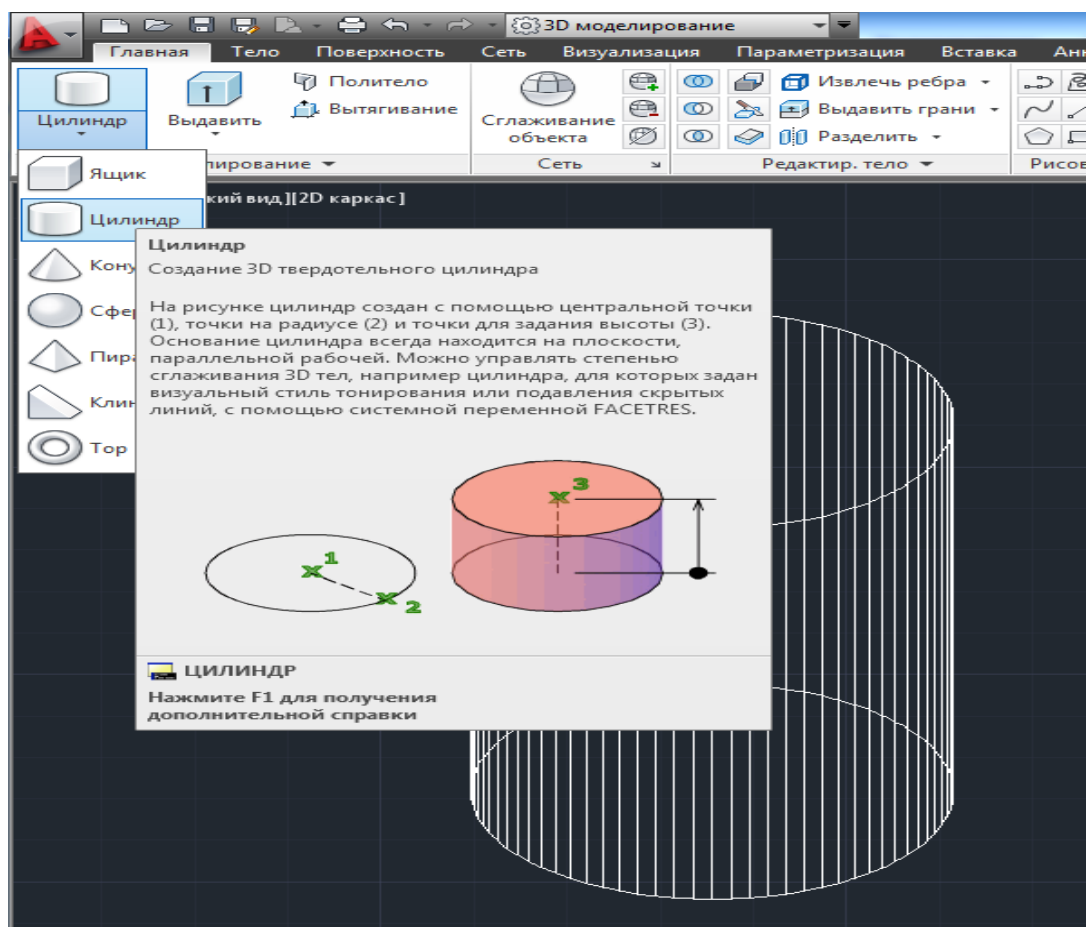 3D моделирование
Главная Тело Поверхность Сеть Визуализация Параметризация Вставка
Цилиндр
Выдавить
Политело
Вытягивание
Сглаживание
объекта
Извлечь ребра
Выдавить грани
Разделить
Сеть
Редактир. тело
Ящик
Цилиндр
Тор
вид][2D каркас]
Цилиндр
Создание 3D твердотельного цилиндра
На рисунке цилиндр создан с помощью центральной точки
(1), точки на радиусе (2) и точки для задания высоты (3).
Основание цилиндра всегда находится на плоскости,
параллельной рабочей. Можно управлять степенью
сглаживания 3D тел, например цилиндра, для которых задан
визуальный стиль тонирования или подавления скрытых
линий, с помощью системной переменной FACETRES.
1
2
3
ЦИЛИНДР
Нажмите F1 для получения
дополнительной справки